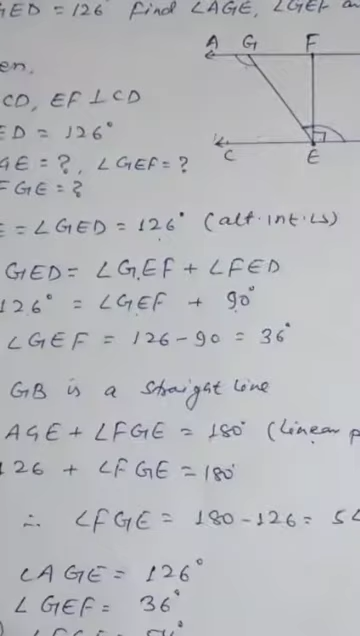 GED = 126° find ∠AGE, ∠GEF
A G F
en,
CD, EF ⊥ CD
ED = 126°
C E
GE = ?, ∠GEF = ?
FGE = ?
E = ∠GED = 126° (alt. int. ∠s)
GED = ∠GEF + ∠FED
126° = ∠GEF + 90°
∠GEF = 126 - 90 = 36°
GB is a straight line
AGE + ∠FGE = 180° (Linear p
126 + ∠FGE = 180°
∴ ∠FGE = 180 - 126 = 54
∠AGE = 126°
∠GEF = 36°